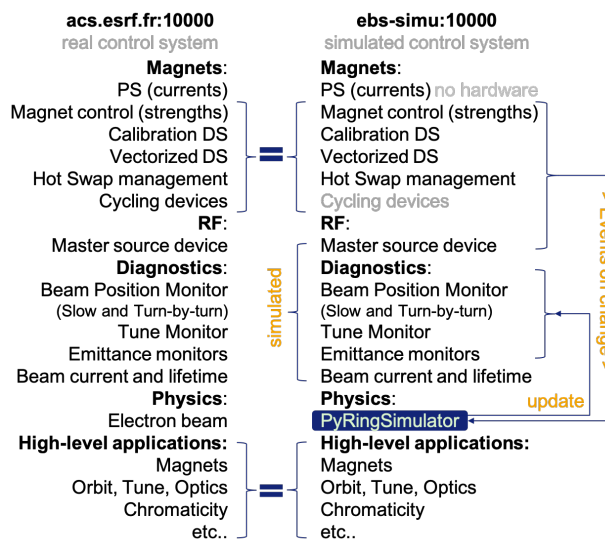 acs.esrf.fr:10000
real control system
Magnets:
PS (currents)
Magnet control (strengths)
Calibration DS
Vectorized DS
Hot Swap management
Cycling devices
RF:
Master source device
Diagnostics:
Beam Position Monitor
(Slow and Turn-by-turn)
Tune Monitor
Emittance monitors
Beam current and lifetime
Physics:
Electron beam
High-level applications:
Magnets
Orbit, Tune, Optics
Chromaticity
etc..
=
=
simulated
ebs-simu:10000
simulated control system
Magnets:
PS (currents) no hardware
Magnet control (strengths)
Calibration DS
Vectorized DS
Hot Swap management
Cycling devices
RF:
Master source device
Diagnostics:
Beam Position Monitor
(Slow and Turn-by-turn)
Tune Monitor
Emittance monitors
Beam current and lifetime
Physics:
PyRingSimulator
High-level applications:
Magnets
Orbit, Tune, Optics
Chromaticity
etc..
update
Events on change